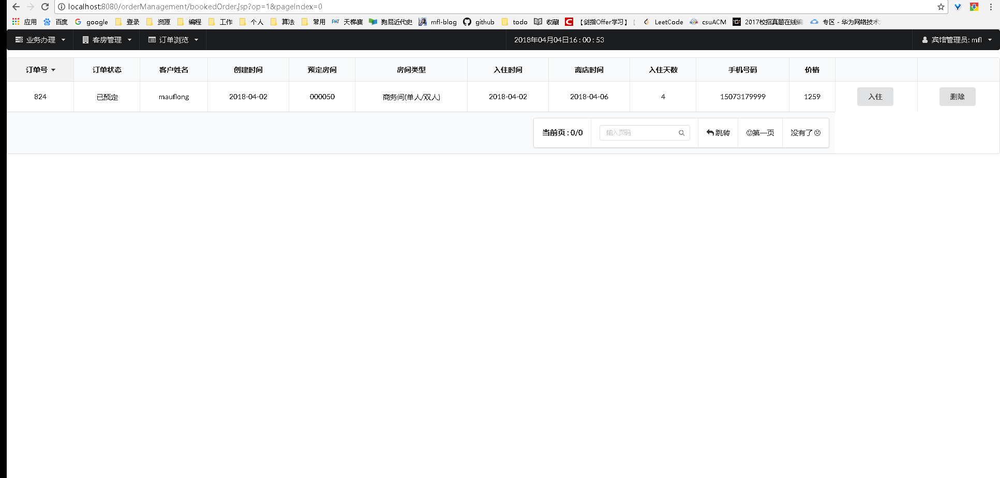 localhost:8080/orderManagement/bookedOrder.jsp?op=1&pageIndex=0
应用 百度 google 登录 资源 编程 工作 个人 算法 常用 PAT 天梯赛 狗屁近代史 mfl-blog github todo 收藏 【剑指Offer学习】 LeetCode csuACM 2017校招真题在线编 专区 - 华为网络技术
业务办理 客房管理 订单浏览 2018年04月04日16 : 00 : 53 宾馆管理员: mfl
订单号 订单状态 客户姓名 创建时间 预定房间 房间类型 入住时间 离店时间 入住天数 手机号码 价格
824 已预定 mauflong 2018-04-02 000050 商务间(单人/双人) 2018-04-02 2018-04-06 4 15073179999 1259 入住 删除
当前页 : 0/0 输入页码 跳转 第一页 没有了